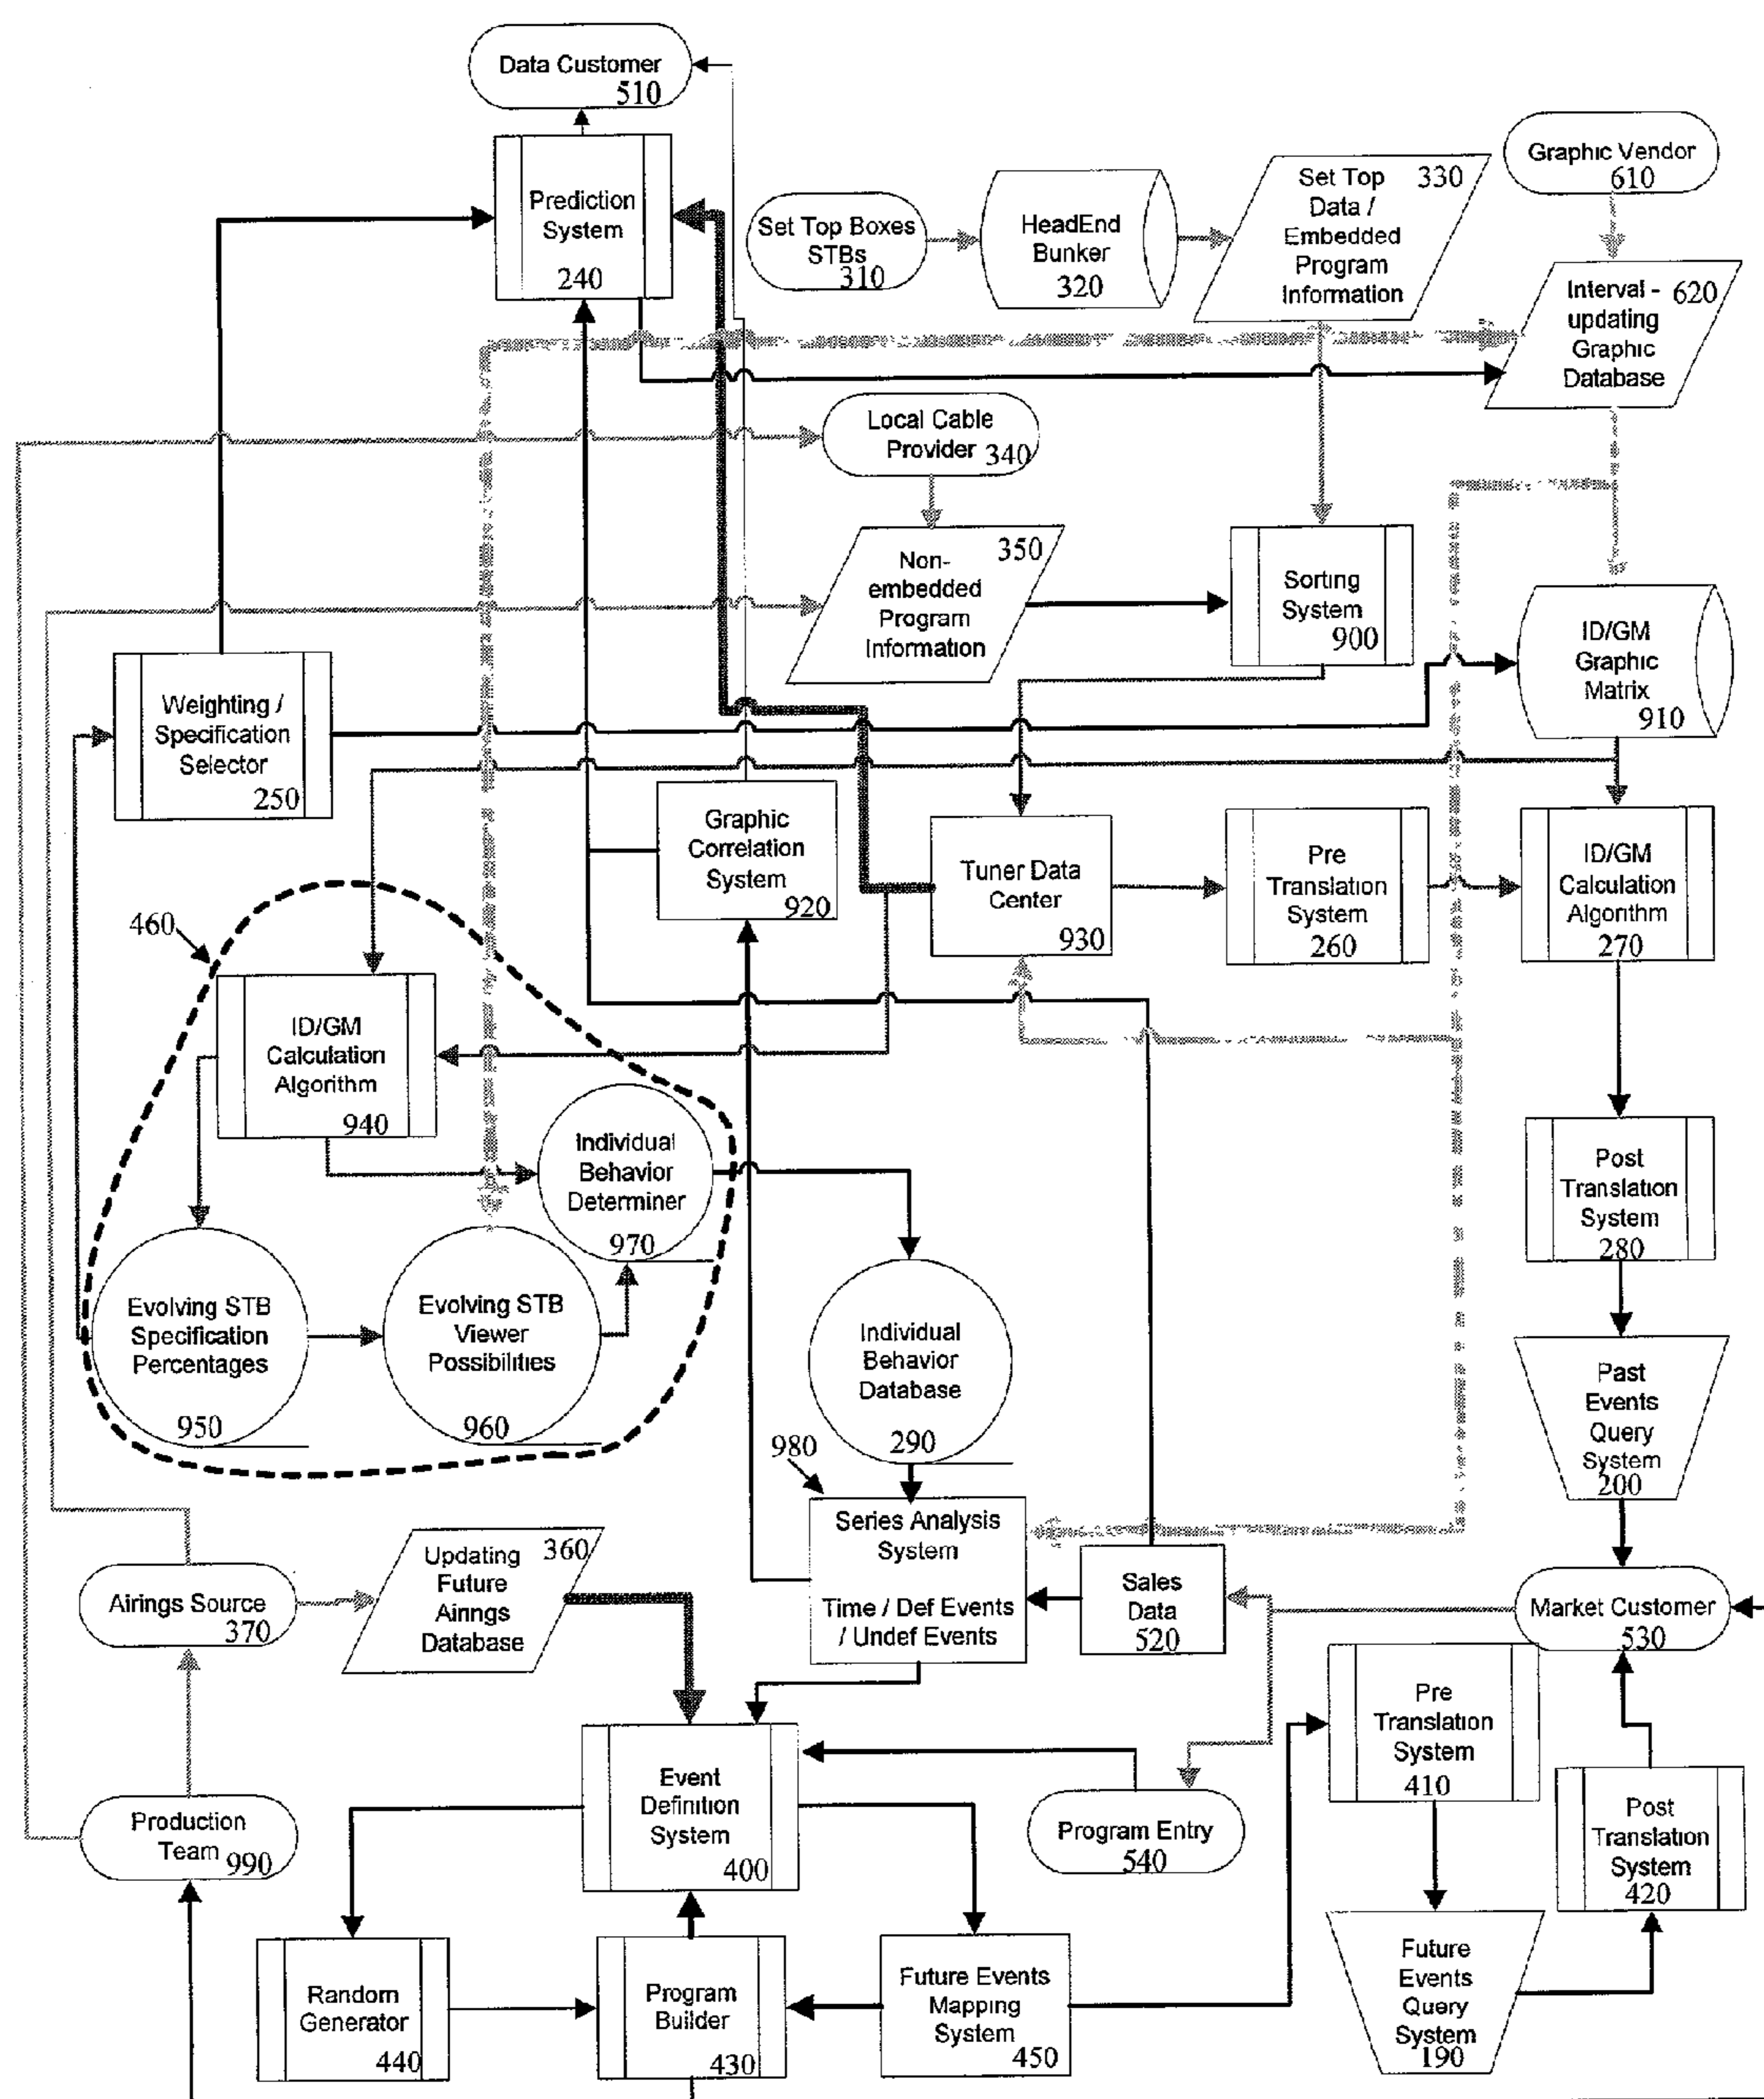 Data Customer
510
Prediction
System
240
Set Top Boxes
STBs
310
HeadEnd
Bunker
320
Set Top
Data /
Embedded
Program
Information
330
Graphic Vendor
610
Interval -
updating
Graphic
Database
620
Local Cable
Provider
340
Non-
embedded
Program
Information
350
Sorting
System
900
ID/GM
Graphic
Matrix
910
Weighting /
Specification
Selector
250
Graphic
Correlation
System
920
Tuner Data
Center
930
Pre
Translation
System
260
ID/GM
Calculation
Algorithm
270
460
ID/GM
Calculation
Algorithm
940
Individual
Behavior
Determiner
970
Post
Translation
System
280
Evolving STB
Specification
Percentages
950
Evolving STB
Viewer
Possibilities
960
Individual
Behavior
Database
290
Past
Events
Query
System
200
980
Series Analysis
System
Time / Def Events
/ Undef Events
Sales
Data
520
Market Customer
530
Airings Source
370
Updating
Future
Airings
Database
360
Pre
Translation
System
410
Event
Definition
System
400
Program Entry
540
Production
Team
990
Post
Translation
System
420
Random
Generator
440
Program
Builder
430
Future Events
Mapping
System
450
Future
Events
Query
System
190